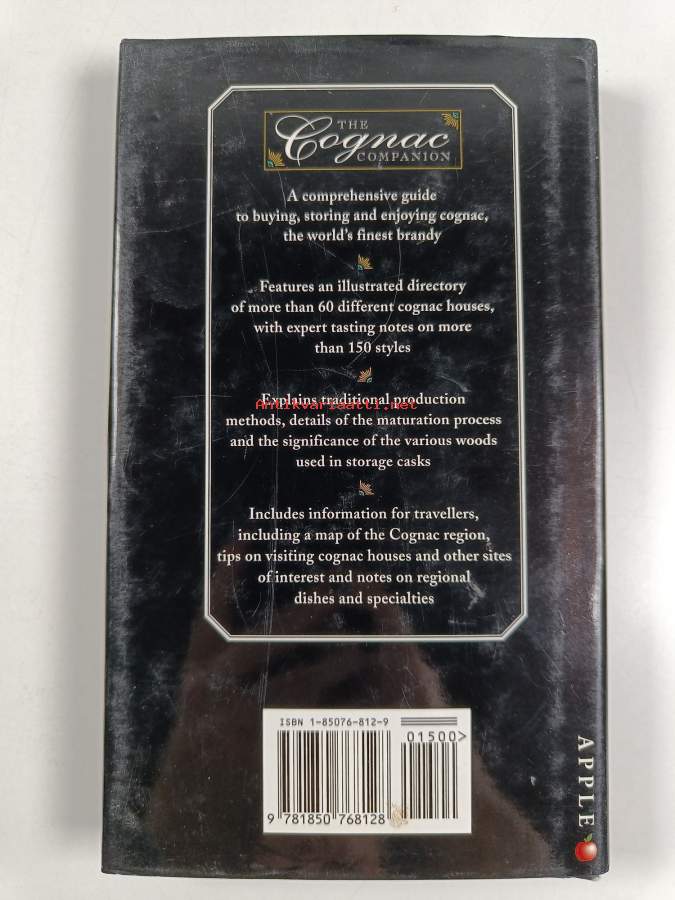 THE
Cognac
COMPANION
A comprehensive guide
to buying, storing and enjoying cognac,
the world's finest brandy
Features an illustrated directory
of more than 60 different cognac houses,
with expert tasting notes on more
than 150 styles
Explains traditional production
Antikvariaatti.net
methods, details of the maturation process
and the significance of the various woods
used in storage casks
Includes information for travellers,
including a map of the Cognac region,
tips on visiting cognac houses and other sites
of interest and notes on regional
dishes and specialties
ISBN 1-85076-812-9
01500>
9 781850 768128
APPLE